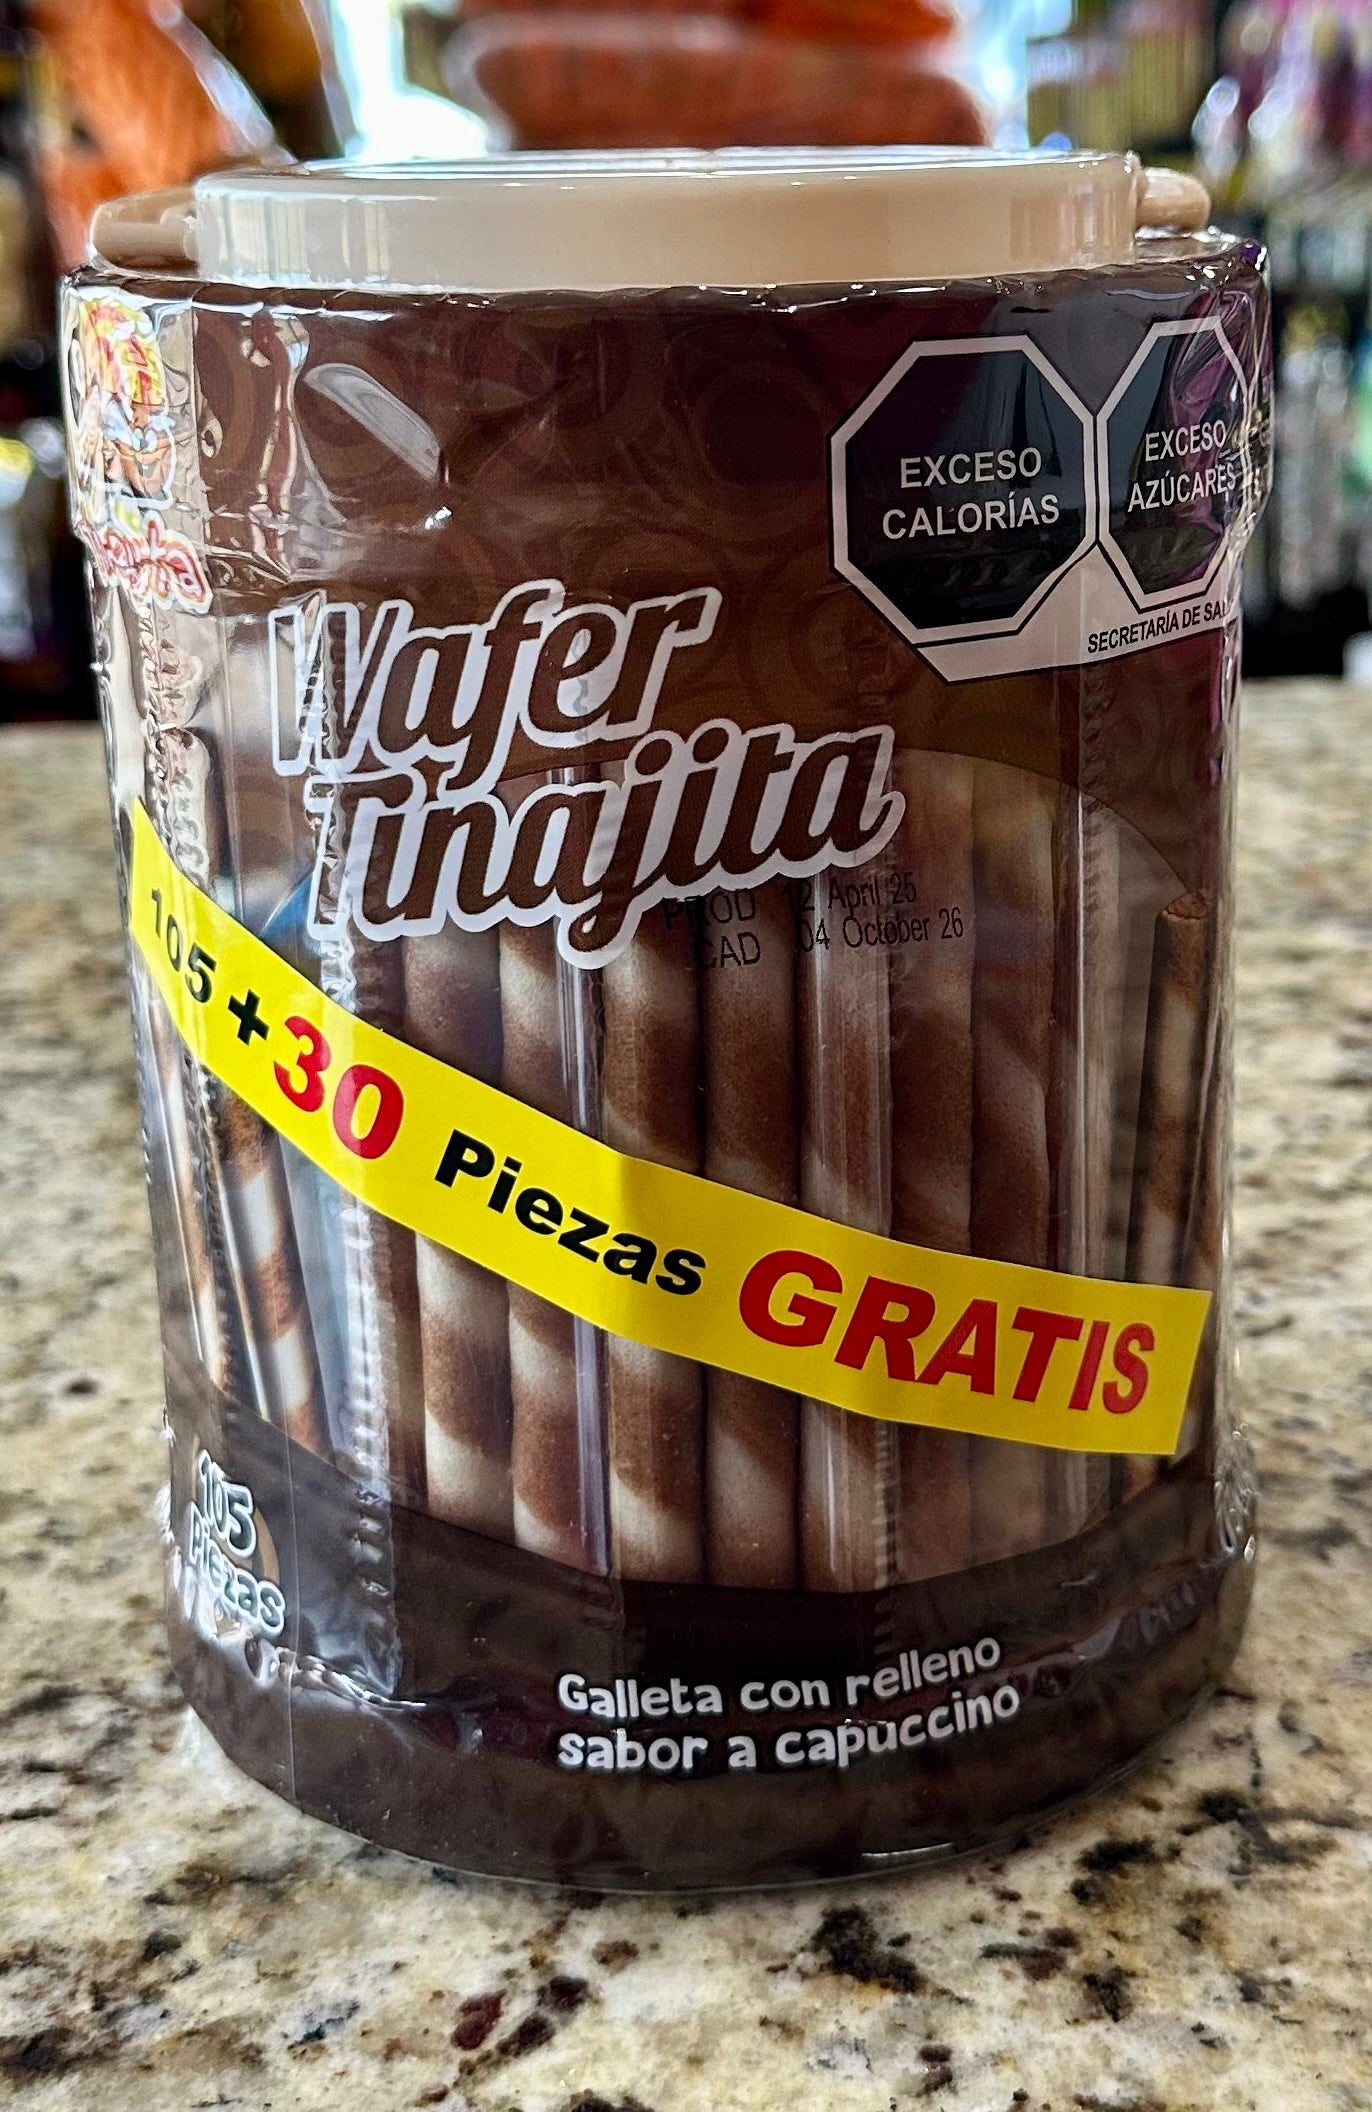 EXCESO
CALORÍAS
EXCESO
AZÚCARES
SECRETARÍA DE
Wafer
Tinajita
PROD 12 April 25
CAD 04 October 26
105 + 30 Piezas GRATIS
105
Piezas
Galleta con relleno
sabor a capuccino